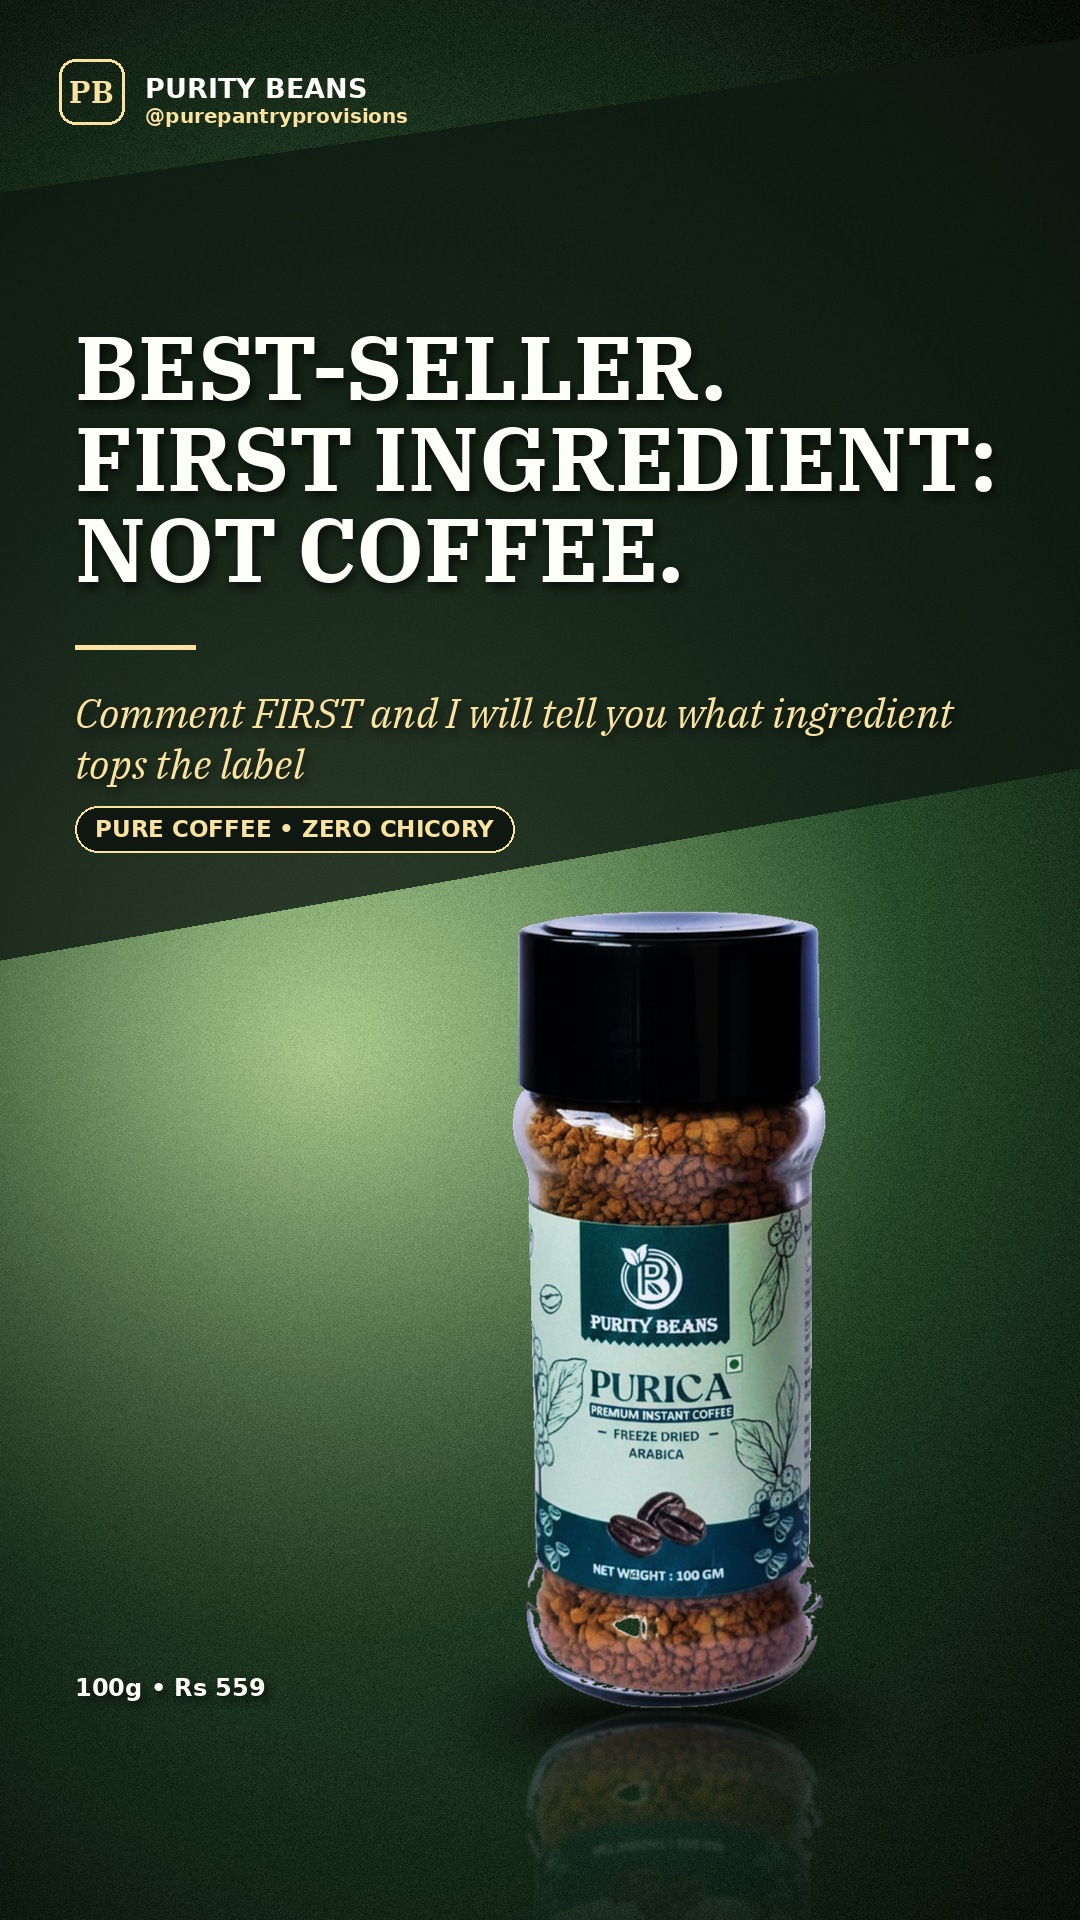 PB
PURITY BEANS
@purepantryprovisions
BEST-SELLER.
FIRST INGREDIENT:
NOT COFFEE.
Comment FIRST and I will tell you what ingredient
tops the label
PURE COFFEE • ZERO CHICORY
PURITY BEANS
PURICA
PREMIUM INSTANT COFFEE
FREEZE DRIED
ARABICA
NET WEIGHT : 100 GM
100g • Rs 559